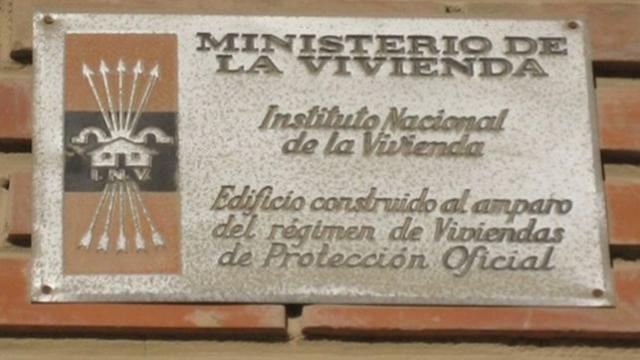 MINISTERIO DE
LA VIVIENDA
Instituto Nacional
de la Vivienda
I.N.V.
Edificio construido al amparo
del régimen de Viviendas
de Protección Oficial